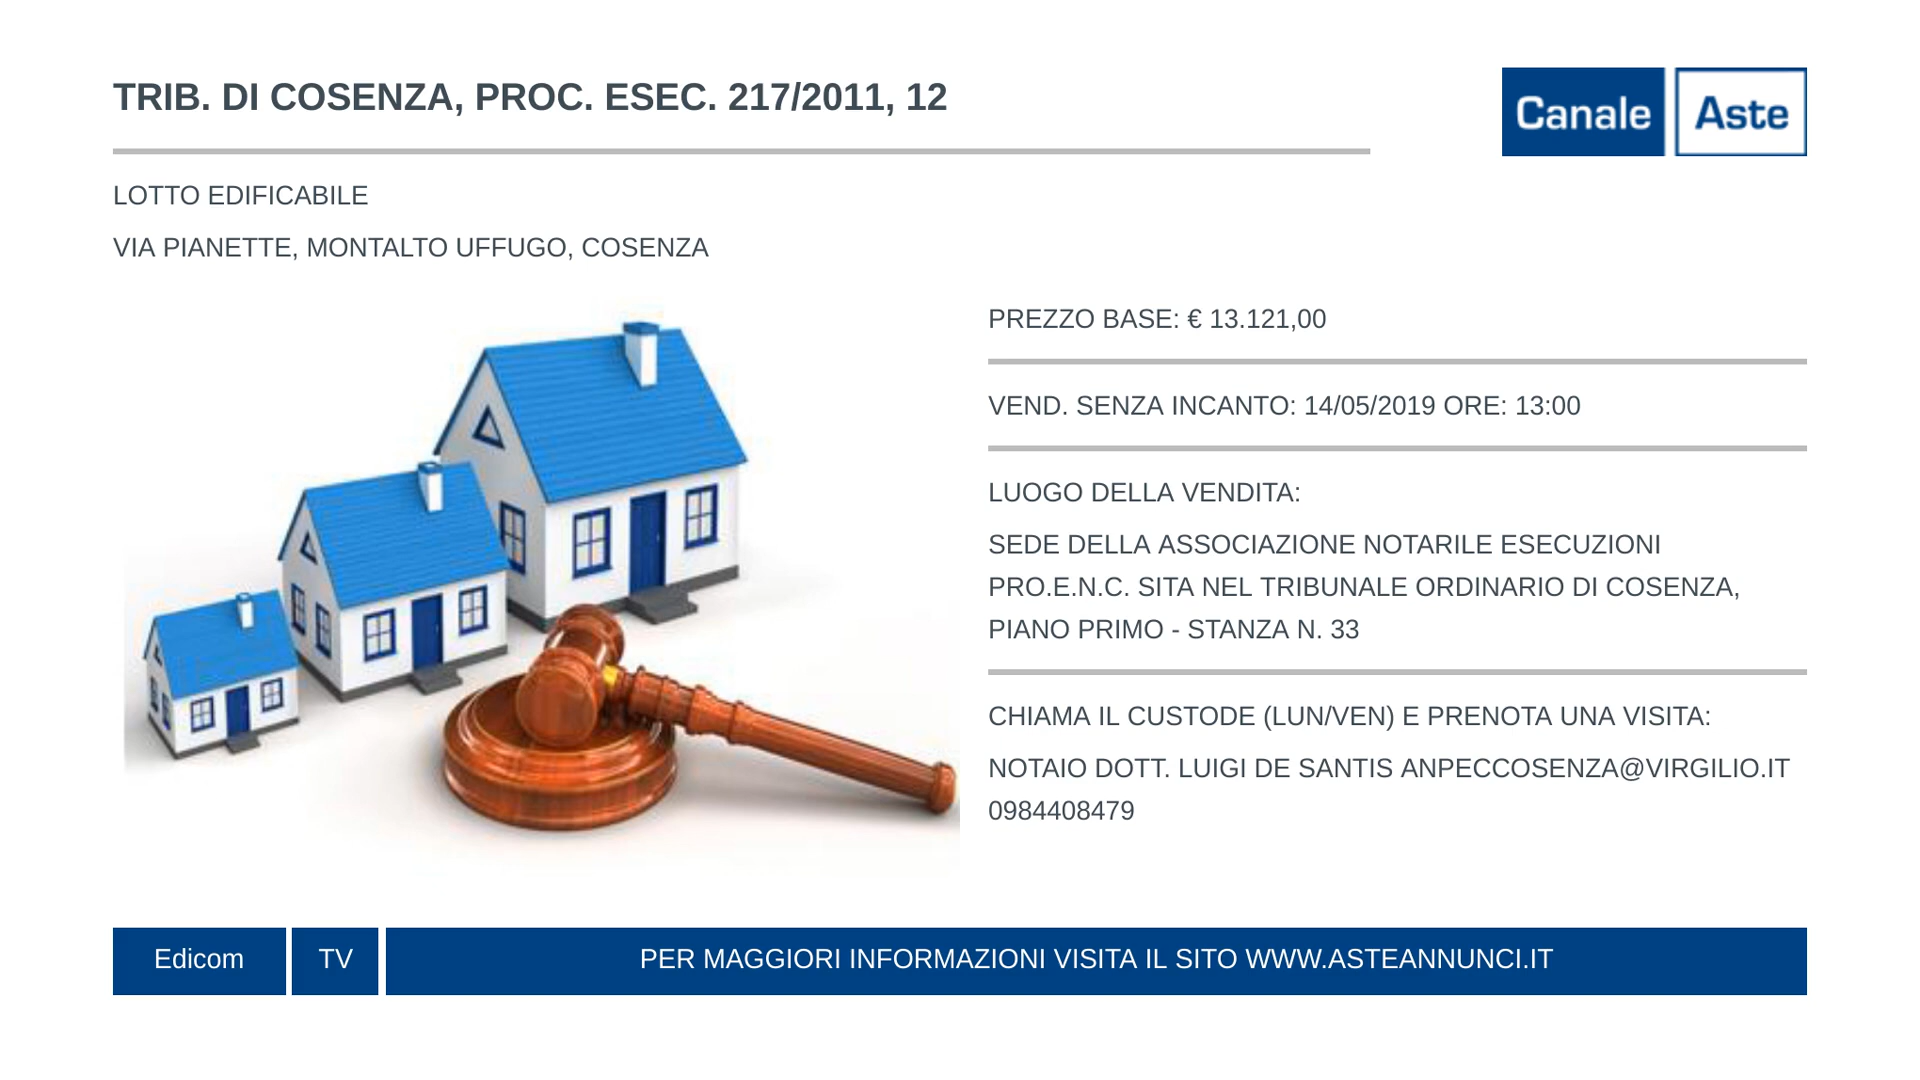 TRIB. DI COSENZA, PROC. ESEC. 217/2011, 12
Canale Aste
LOTTO EDIFICABILE
VIA PIANETTE, MONTALTO UFFUGO, COSENZA
PREZZO BASE: € 13.121,00
VEND. SENZA INCANTO: 14/05/2019 ORE: 13:00
LUOGO DELLA VENDITA:
SEDE DELLA ASSOCIAZIONE NOTARILE ESECUZIONI
PRO.E.N.C. SITA NEL TRIBUNALE ORDINARIO DI COSENZA,
PIANO PRIMO - STANZA N. 33
CHIAMA IL CUSTODE (LUN/VEN) E PRENOTA UNA VISITA:
NOTAIO DOTT. LUIGI DE SANTIS ANPECCOSENZA@VIRGILIO.IT
0984408479
Edicom TV PER MAGGIORI INFORMAZIONI VISITA IL SITO WWW.ASTEANNUNCI.IT